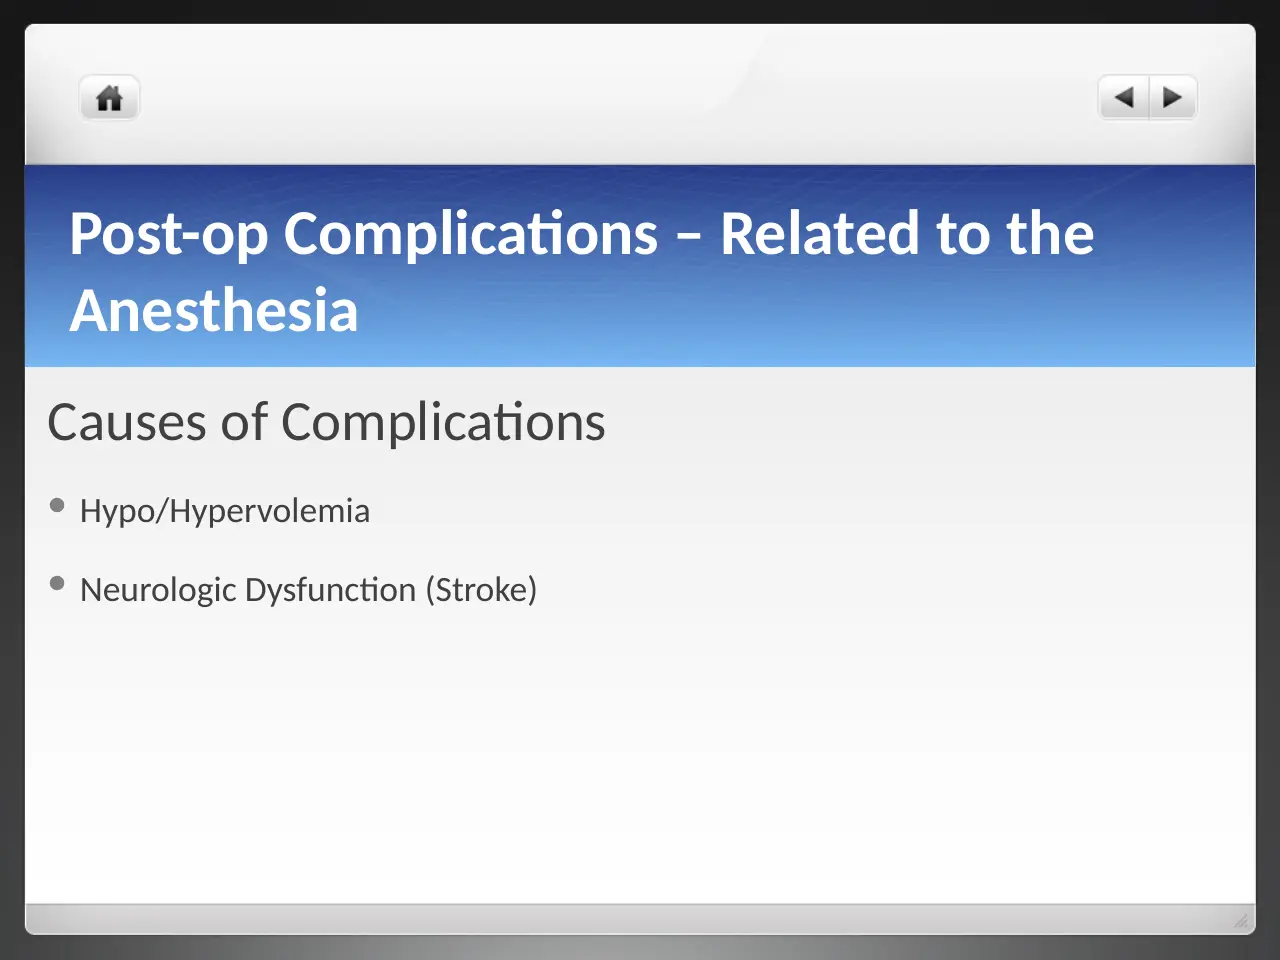 Post-op Complications – Related to the
Anesthesia
Causes of Complications
• Hypo/Hypervolemia
• Neurologic Dysfunction (Stroke)